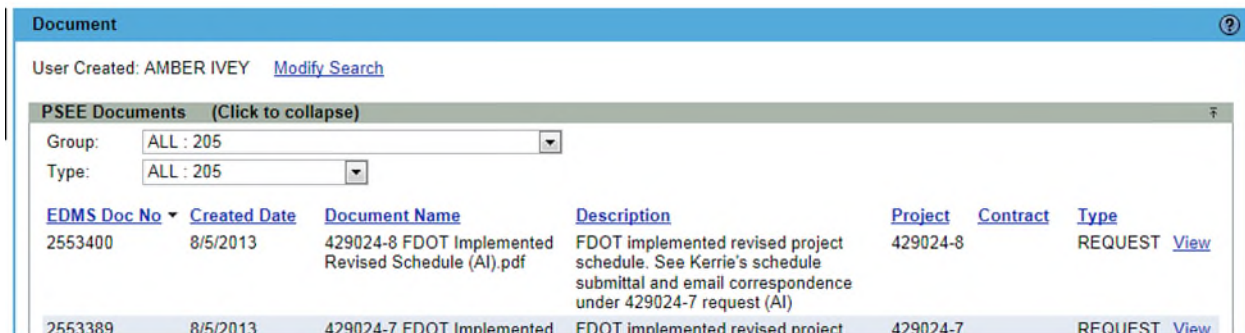 Document
User Created: AMBER IVEY Modify Search
PSEE Documents (Click to collapse)
Group: ALL : 205
Type: ALL : 205
EDMS Doc No Created Date Document Name Description Project Contract Type
2553400 8/5/2013 429024-8 FDOT Implemented FDOT implemented revised project 429024-8 REQUEST View
Revised Schedule (AI).pdf schedule. See Kerrie's schedule
submittal and email correspondence
under 429024-7 request (AI)
2553389 8/5/2013 429024-7 FDOT Implemented FDOT implemented revised project 429024-7 REQUEST View